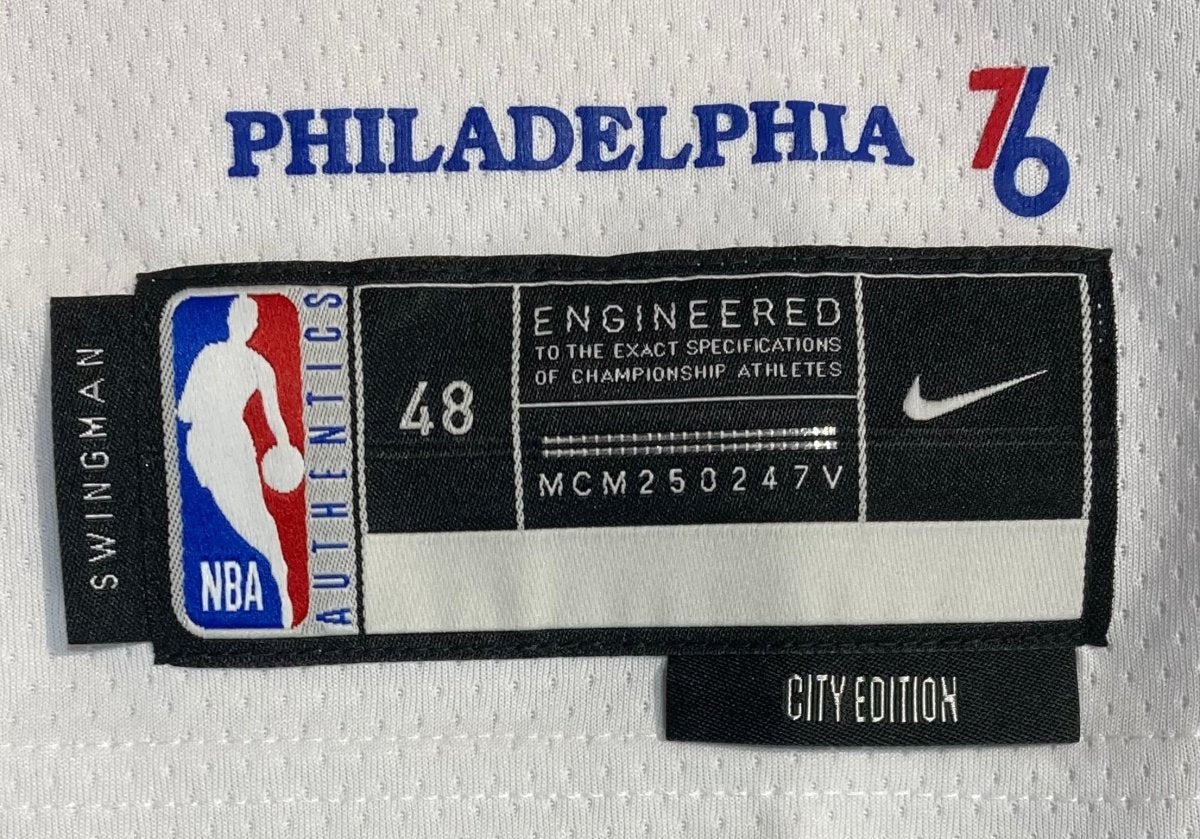 PHILADELPHIA 76
SWINGMAN
NBA
AUTHENTICS
48
ENGINEERED
TO THE EXACT SPECIFICATIONS
OF CHAMPIONSHIP ATHLETES
MCM250247V
CITY EDITION